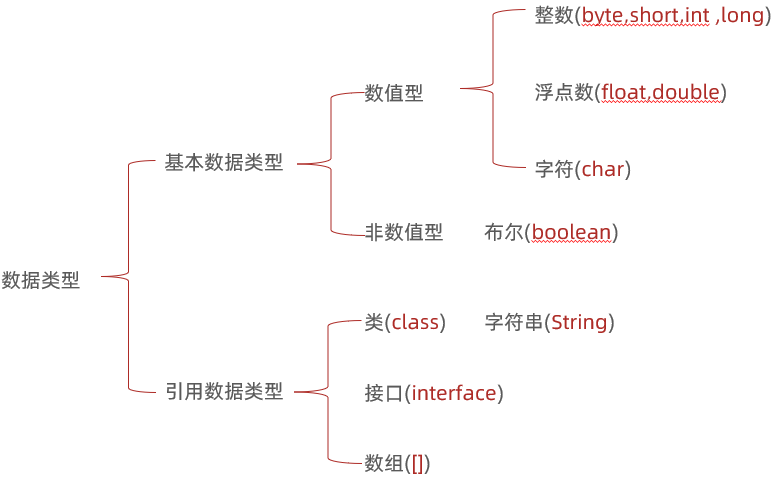 整数(byte,short,int ,long)
数值型
浮点数(float,double)
基本数据类型
字符(char)
非数值型 布尔(boolean)
数据类型
类(class) 字符串(String)
引用数据类型
接口(interface)
数组([])